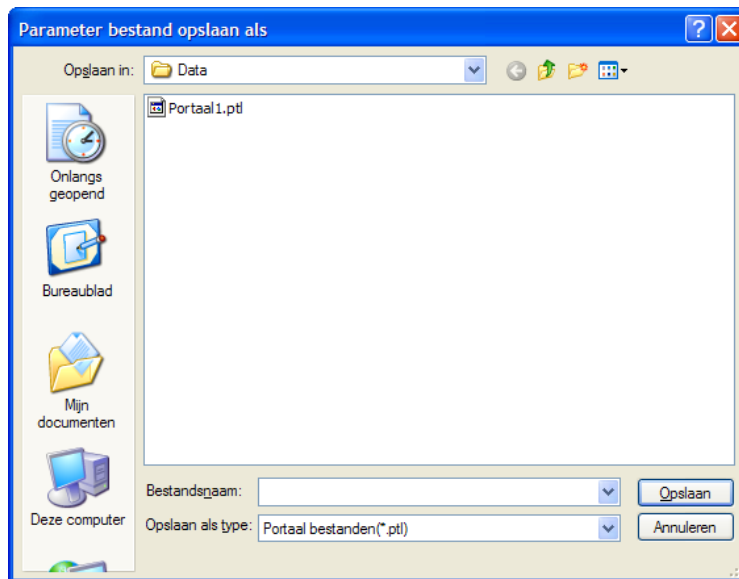 Parameter bestand opslaan als
Opslaan in:
Data
Portaal1.ptl
Onlangs
geopend
Bureaublad
Mijn
documenten
Deze computer
Bestandsnaam:
Opslaan
Opslaan als type:
Portaal bestanden(*.ptl)
Annuleren